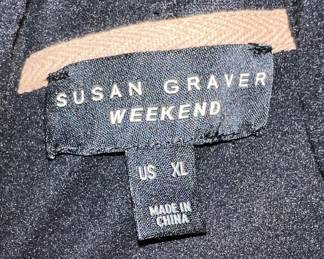 SUSAN GRAVER
WEEKEND
US XL
MADE IN
CHINA